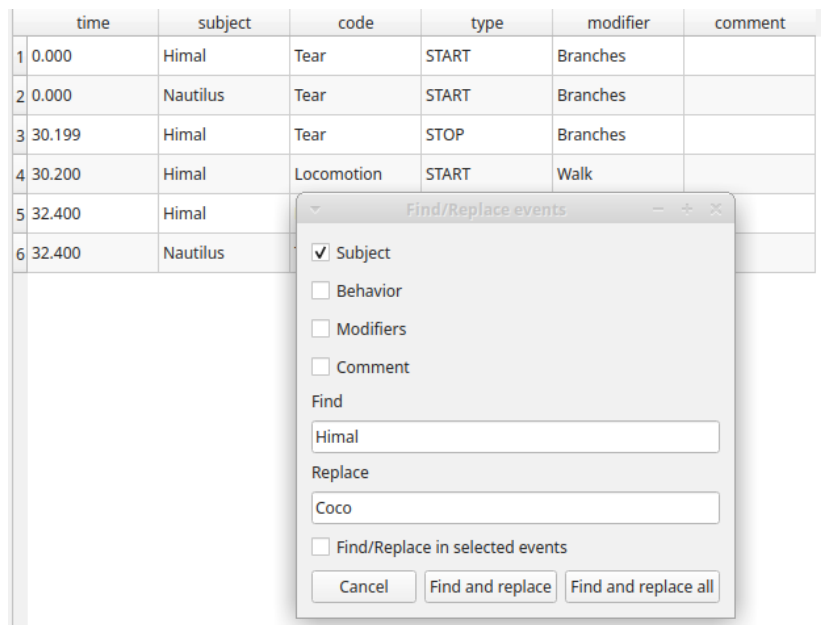 time subject code type modifier comment
1 0.000 Himal Tear START Branches
2 0.000 Nautilus Tear START Branches
3 30.199 Himal Tear STOP Branches
4 30.200 Himal Locomotion START Walk
5 32.400 Himal
6 32.400 Nautilus
Find/Replace events
Subject
Behavior
Modifiers
Comment
Find
Himal
Replace
Coco
Find/Replace in selected events
Cancel Find and replace Find and replace all